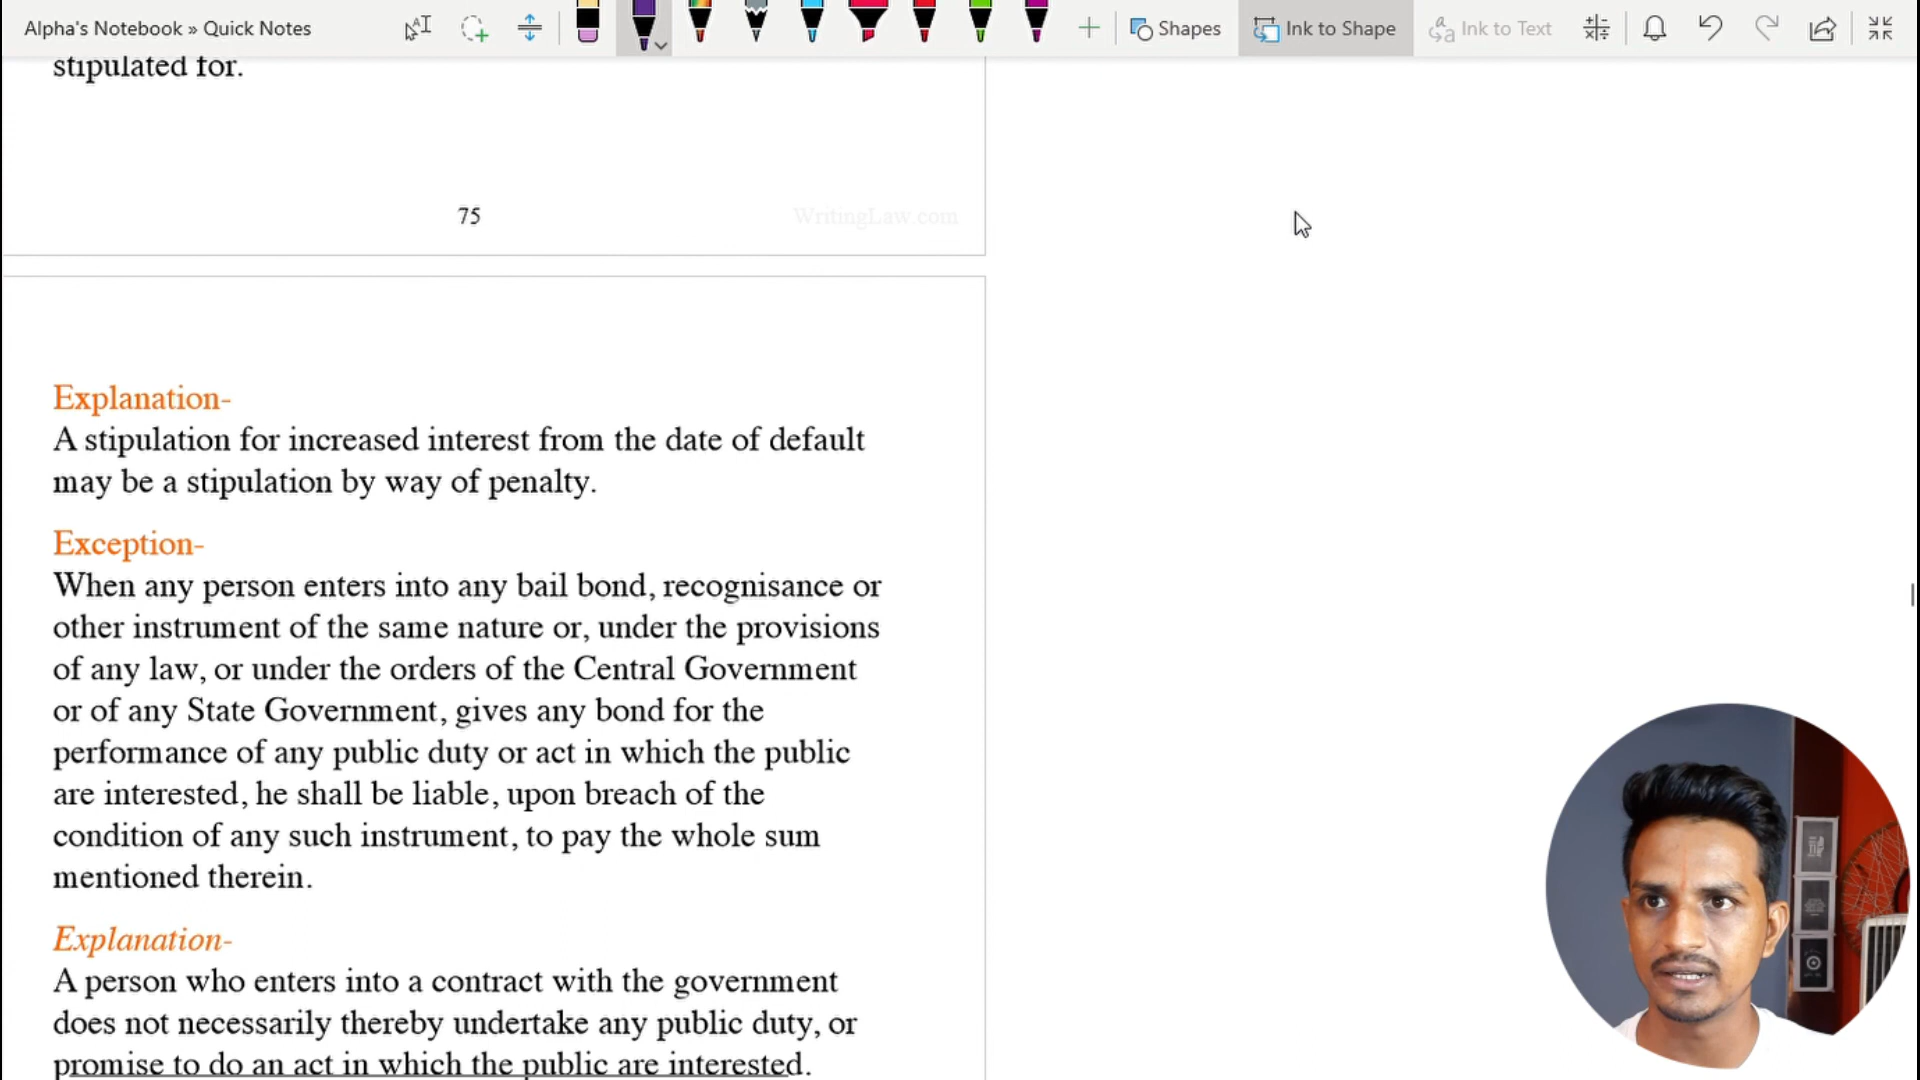 Alpha's Notebook » Quick Notes
Shapes
Ink to Shape
Ink to Text
stipulated for.
75
WritingLaw.com
Explanation-
A stipulation for increased interest from the date of default
may be a stipulation by way of penalty.
Exception-
When any person enters into any bail bond, recognisance or
other instrument of the same nature or, under the provisions
of any law, or under the orders of the Central Government
or of any State Government, gives any bond for the
performance of any public duty or act in which the public
are interested, he shall be liable, upon breach of the
condition of any such instrument, to pay the whole sum
mentioned therein.
Explanation-
A person who enters into a contract with the government
does not necessarily thereby undertake any public duty, or
promise to do an act in which the public are interested.